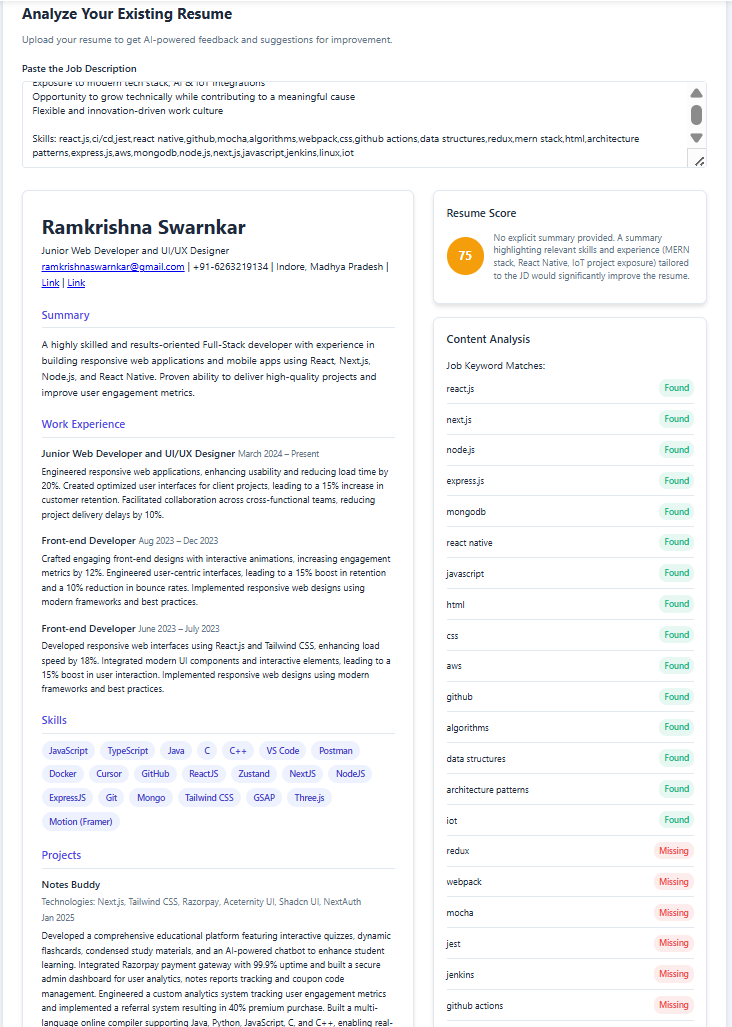 Analyze Your Existing Resume
Upload your resume to get AI-powered feedback and suggestions for improvement.
Paste the Job Description
Exposure to modern tech stack, AI & IoT integrations
Opportunity to grow technically while contributing to a meaningful cause
Flexible and innovation-driven work culture
Skills: react.js,ci/cd,jest,react native,github,mocha,algorithms,webpack,css,github actions,data structures,redux,mern stack,html,architecture
patterns,express.js,aws,mongodb,node.js,next.js,javascript,jenkins,linux,iot
Ramkrishna Swarnkar
Junior Web Developer and UI/UX Designer
ramkrishnaswarnkar@gmail.com | +91-6263219134 | Indore, Madhya Pradesh |
Link | Link
Summary
A highly skilled and results-oriented Full-Stack developer with experience in
building responsive web applications and mobile apps using React, Next.js,
Node.js, and React Native. Proven ability to deliver high-quality projects and
improve user engagement metrics.
Work Experience
Junior Web Developer and UI/UX Designer March 2024 – Present
Engineered responsive web applications, enhancing usability and reducing load time by
20%. Created optimized user interfaces for client projects, leading to a 15% increase in
customer retention. Facilitated collaboration across cross-functional teams, reducing
project delivery delays by 10%.
Front-end Developer Aug 2023 – Dec 2023
Crafted engaging front-end designs with interactive animations, increasing engagement
metrics by 12%. Engineered user-centric interfaces, leading to a 15% boost in retention
and a 10% reduction in bounce rates. Implemented responsive web designs using
modern frameworks and best practices.
Front-end Developer June 2023 – July 2023
Developed responsive web interfaces using React.js and Tailwind CSS, enhancing load
speed by 18%. Integrated modern UI components and interactive elements, leading to a
15% boost in user interaction. Implemented responsive web designs using modern
frameworks and best practices.
Skills
JavaScript TypeScript Java C C++ VS Code Postman
Docker Cursor GitHub ReactJS Zustand NextJS NodeJS
ExpressJS Git Mongo Tailwind CSS GSAP Three.js
Motion (Framer)
Projects
Notes Buddy
Technologies: Next.js, Tailwind CSS, Razorpay, Aceternity UI, Shadcn UI, NextAuth
Jan 2025
Developed a comprehensive educational platform featuring interactive quizzes, dynamic
flashcards, condensed study materials, and an AI-powered chatbot to enhance student
learning. Integrated Razorpay payment gateway with 99.9% uptime and built a secure
admin dashboard for user analytics, notes reports tracking and coupon code
management. Engineered a custom analytics system tracking user engagement metrics
and implemented a referral system resulting in 40% premium purchase. Built a multi-
language online compiler supporting Java, Python, JavaScript, C, and C++, enabling real-
Resume Score
75
No explicit summary provided. A summary
highlighting relevant skills and experience (MERN
stack, React Native, IoT project exposure) tailored
to the JD would significantly improve the resume.
Content Analysis
Job Keyword Matches:
react.js Found
next.js Found
node.js Found
express.js Found
mongodb Found
react native Found
javascript Found
html Found
css Found
aws Found
github Found
algorithms Found
data structures Found
architecture patterns Found
iot Found
redux Missing
webpack Missing
mocha Missing
jest Missing
jenkins Missing
github actions Missing